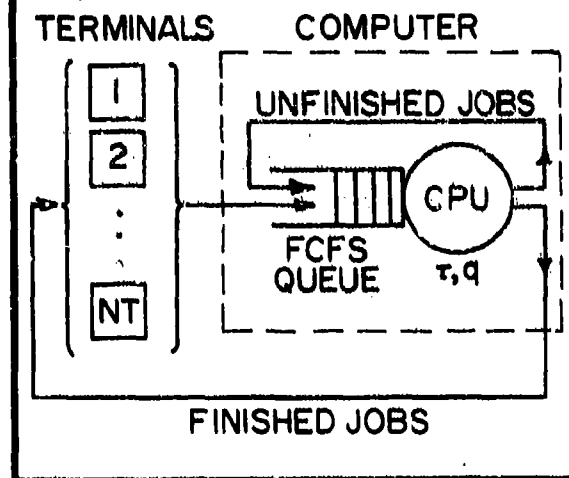 TERMINALS
COMPUTER
1
2
NT
UNFINISHED JOBS
CPU
FCFS
QUEUE
τ, q
FINISHED JOBS